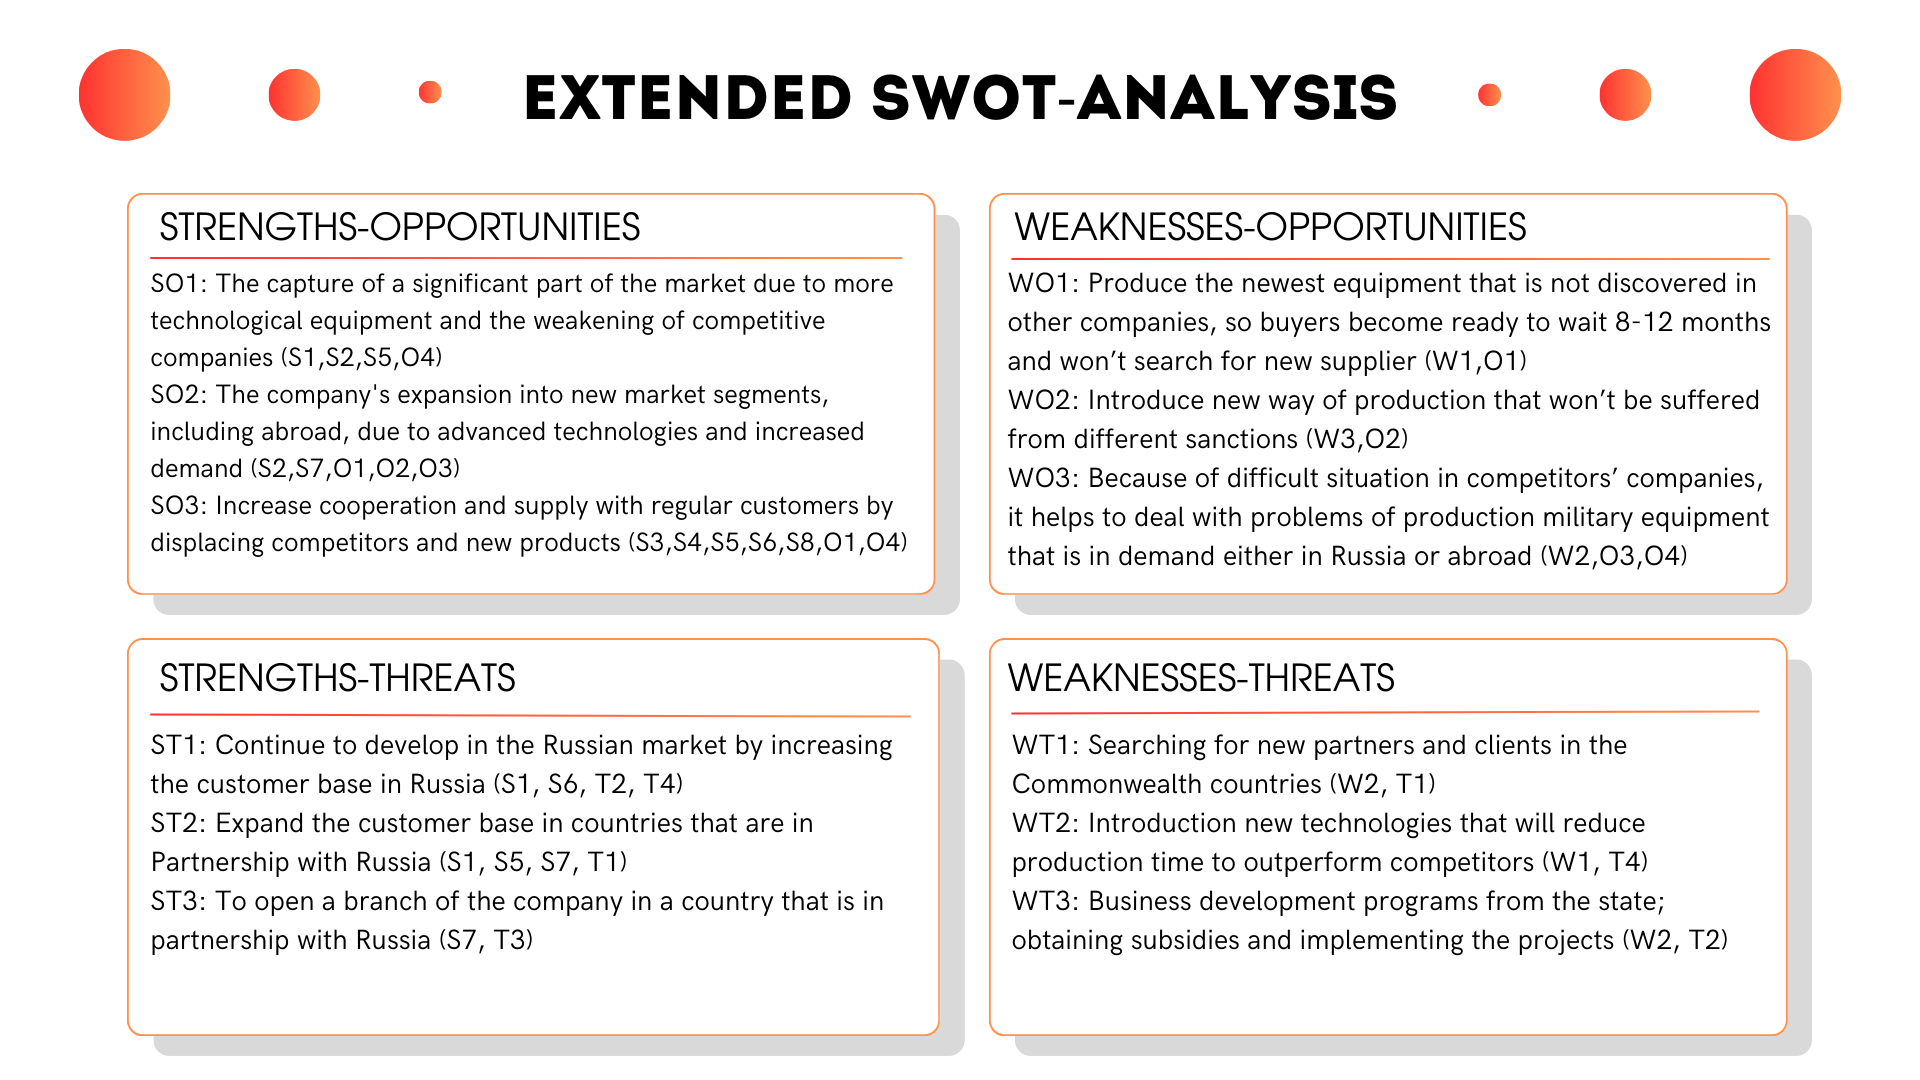 EXTENDED SWOT-ANALYSIS
STRENGTHS-OPPORTUNITIES
SO1: The capture of a significant part of the market due to more
technological equipment and the weakening of competitive
companies (S1,S2,S5,O4)
SO2: The company's expansion into new market segments,
including abroad, due to advanced technologies and increased
demand (S2,S7,O1,O2,O3)
SO3: Increase cooperation and supply with regular customers by
displacing competitors and new products (S3,S4,S5,S6,S8,O1,O4)
WEAKNESSES-OPPORTUNITIES
WO1: Produce the newest equipment that is not discovered in
other companies, so buyers become ready to wait 8-12 months
and won’t search for new supplier (W1,O1)
WO2: Introduce new way of production that won’t be suffered
from different sanctions (W3,O2)
WO3: Because of difficult situation in competitors’ companies,
it helps to deal with problems of production military equipment
that is in demand either in Russia or abroad (W2,O3,O4)
STRENGTHS-THREATS
ST1: Continue to develop in the Russian market by increasing
the customer base in Russia (S1, S6, T2, T4)
ST2: Expand the customer base in countries that are in
Partnership with Russia (S1, S5, S7, T1)
ST3: To open a branch of the company in a country that is in
partnership with Russia (S7, T3)
WEAKNESSES-THREATS
WT1: Searching for new partners and clients in the
Commonwealth countries (W2, T1)
WT2: Introduction new technologies that will reduce
production time to outperform competitors (W1, T4)
WT3: Business development programs from the state;
obtaining subsidies and implementing the projects (W2, T2)